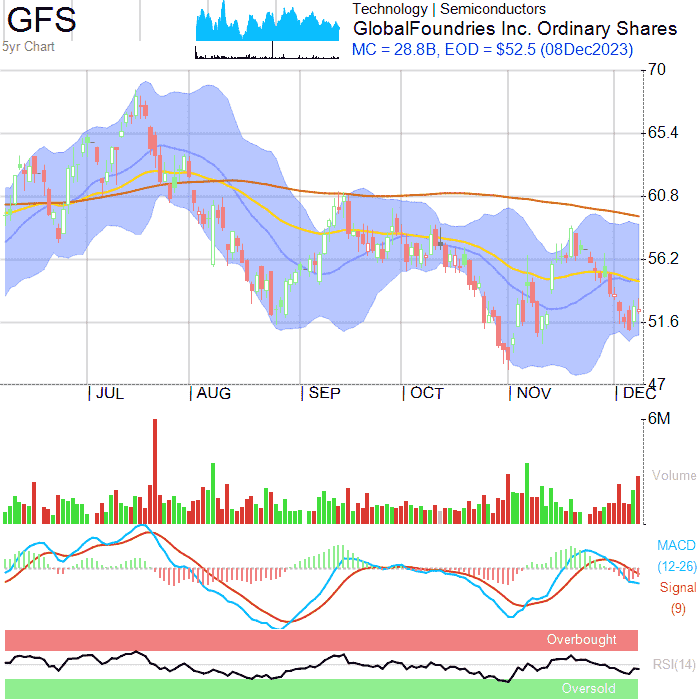 GFS
5yr Chart
Technology | Semiconductors
GlobalFoundries Inc. Ordinary Shares
MC = 28.8B, EOD = $52.5 (08Dec2023)
70
65.4
60.8
56.2
51.6
47
JUL AUG SEP OCT NOV DEC
6M
Volume
MACD
(12-26)
Signal
(9)
Overbought
RSI(14)
Oversold